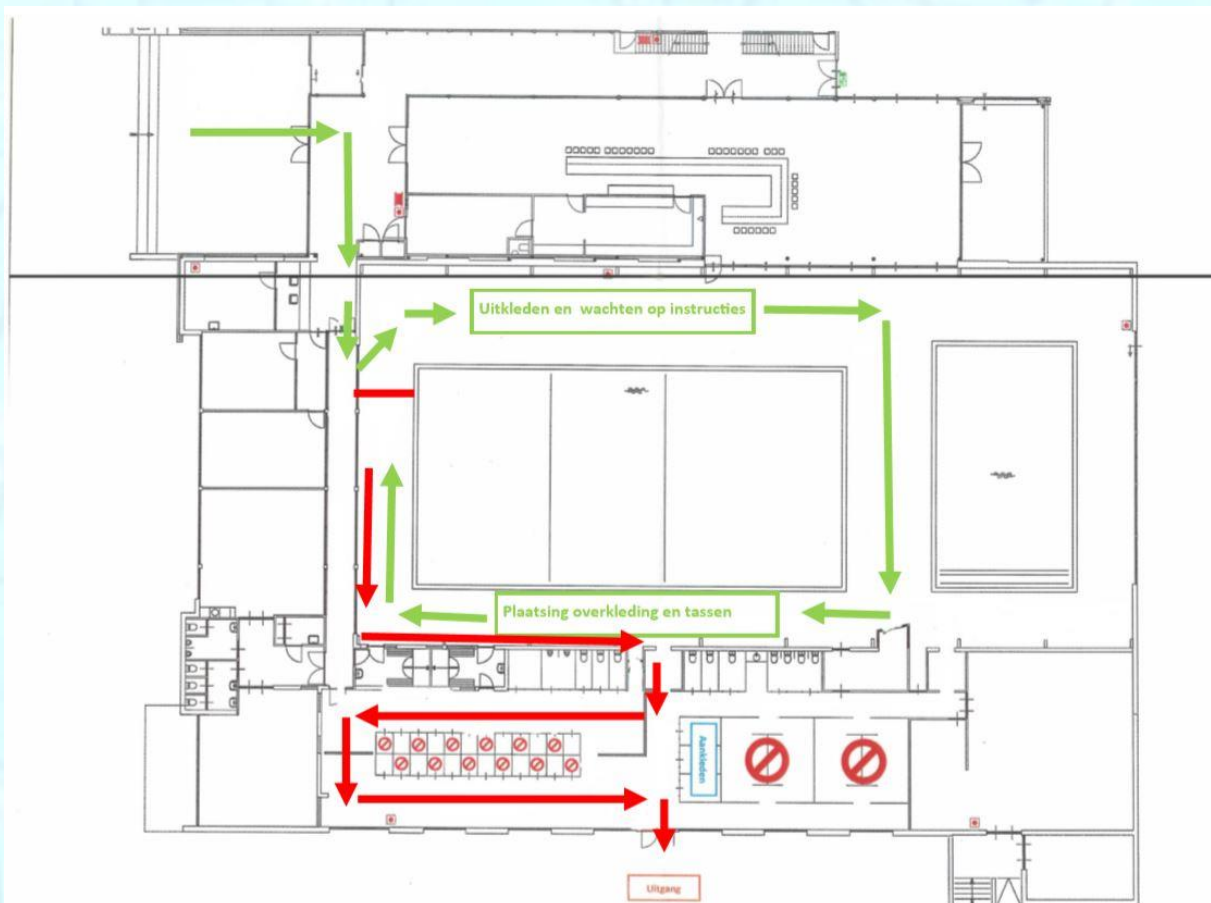 Uitkleden en wachten op instructies
Plaatsing overkleding en tassen
Aankleden
Uitgang